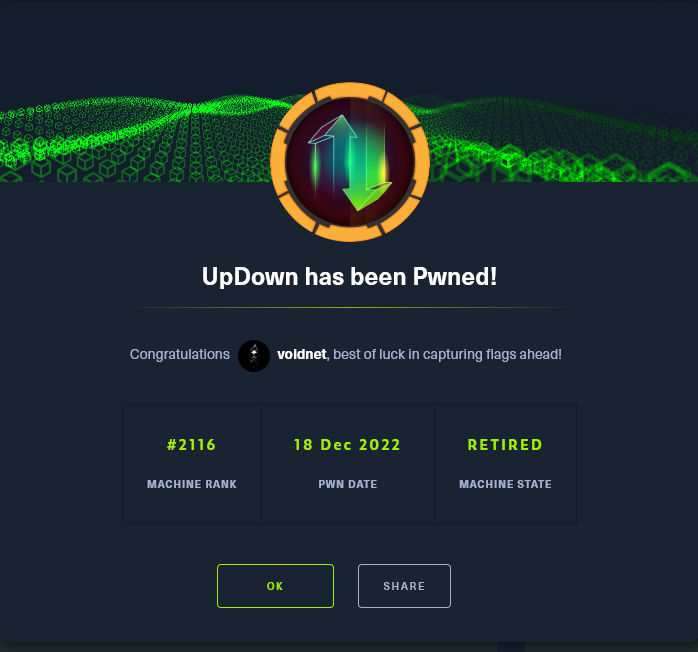 UpDown has been Pwned!
Congratulations voidnet, best of luck in capturing flags ahead!
#2116 18 Dec 2022 RETIRED
MACHINE RANK PWN DATE MACHINE STATE
OK SHARE